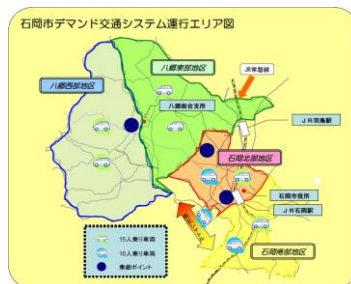 石岡市デマンド交通システム運行エリア図
八郷東部地区
JR常磐線
八郷西部地区
八郷総合支所
JR羽鳥駅
石岡北部地区
石岡市役所
JR石岡駅
石岡南部地区
15人乗り車両
10人乗り車両
乗継ポイント